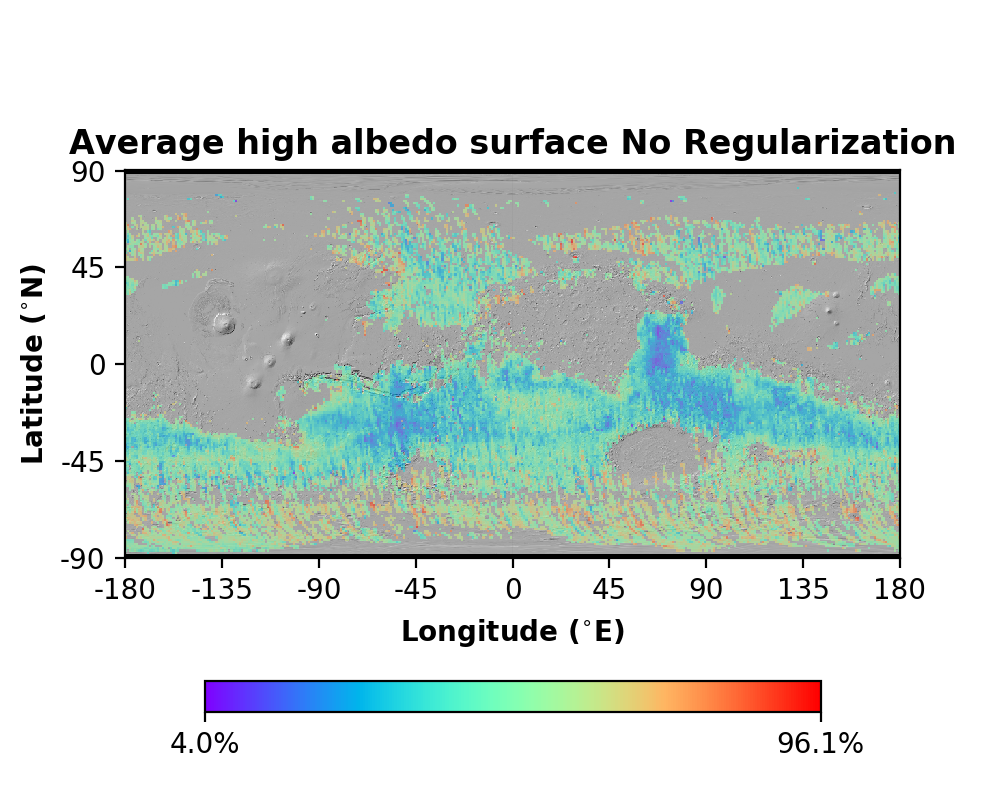 Average high albedo surface No Regularization
90
45
0
-45
-90
Latitude (°N)
-180 -135 -90 -45 0 45 90 135 180
Longitude (°E)
4.0% 96.1%